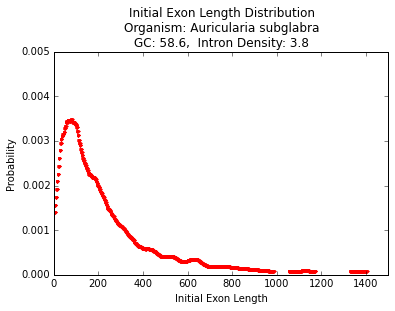 Initial Exon Length Distribution
Organism: Auricularia subglabra
GC: 58.6,  Intron Density: 3.8
0.005
0.004
0.003
0.002
0.001
0.000
Probability
0
200
400
600
800
1000
1200
1400
Initial Exon Length